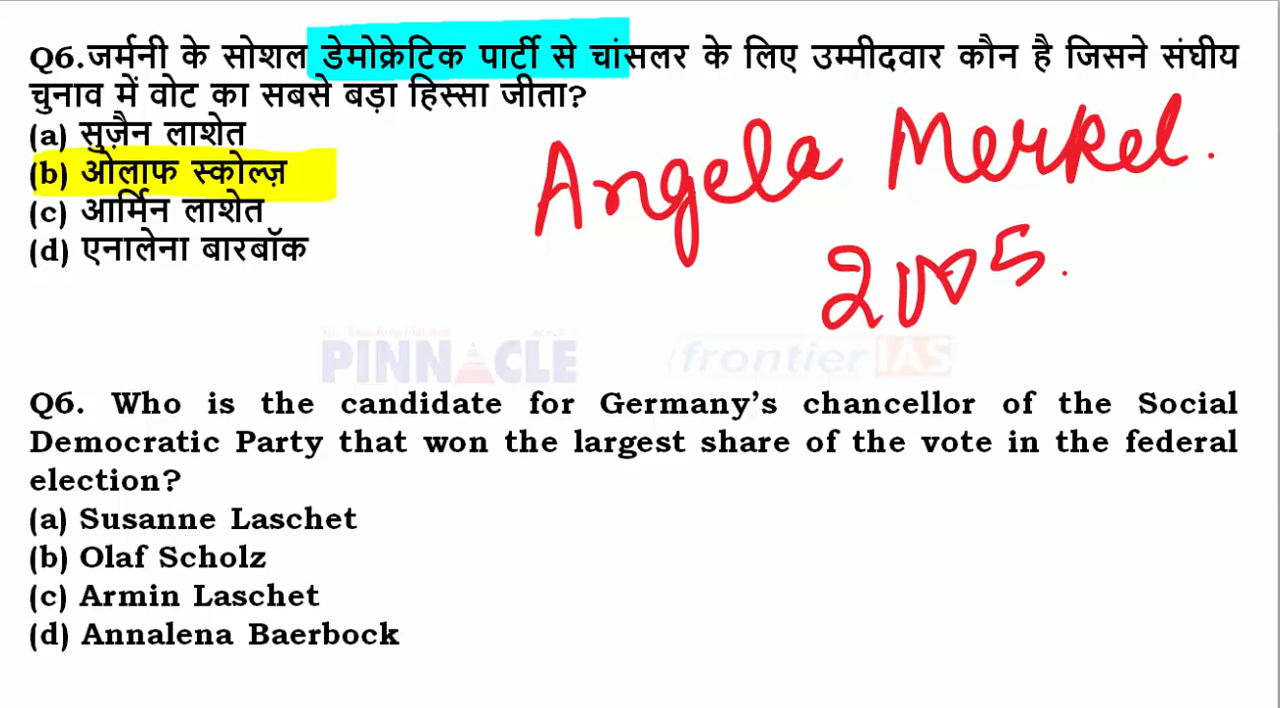 Q6.जर्मनी के सोशल डेमोक्रेटिक पार्टी से चांसलर के लिए उम्मीदवार कौन है जिसने संघीय
चुनाव में वोट का सबसे बड़ा हिस्सा जीता?
(a) सुज़ैन लाशेत
(b) ओलाफ स्कोल्ज़
(c) आर्मिन लाशेत
(d) एनालेना बारबॉक
Angela Merkel.
2005.
PINNACLE
frontier IAS
Q6. Who is the candidate for Germany’s chancellor of the Social
Democratic Party that won the largest share of the vote in the federal
election?
(a) Susanne Laschet
(b) Olaf Scholz
(c) Armin Laschet
(d) Annalena Baerbock